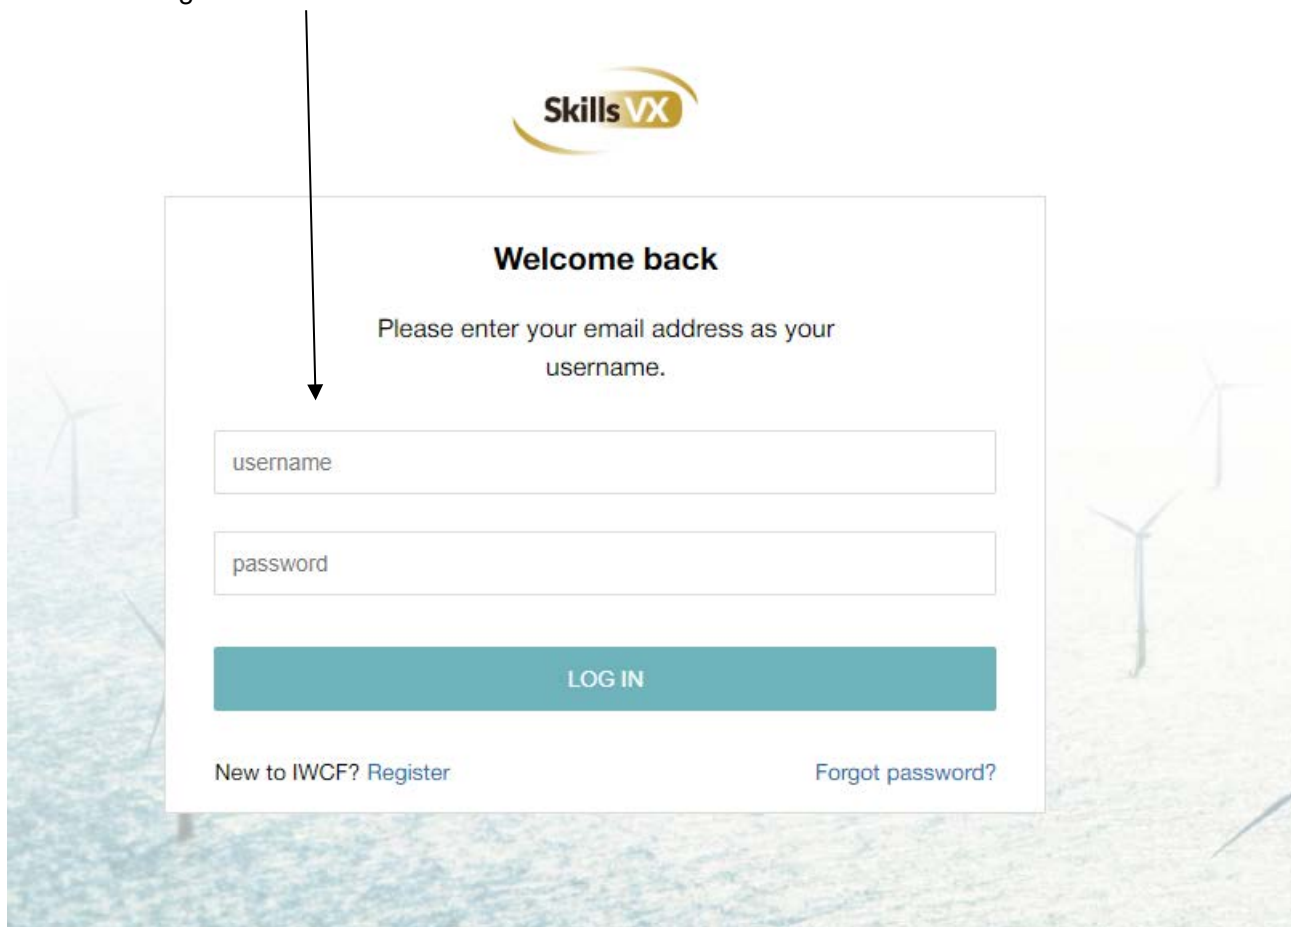 Skills VX
Welcome back
Please enter your email address as your
username.
username
password
LOG IN
New to IWCF? Register Forgot password?